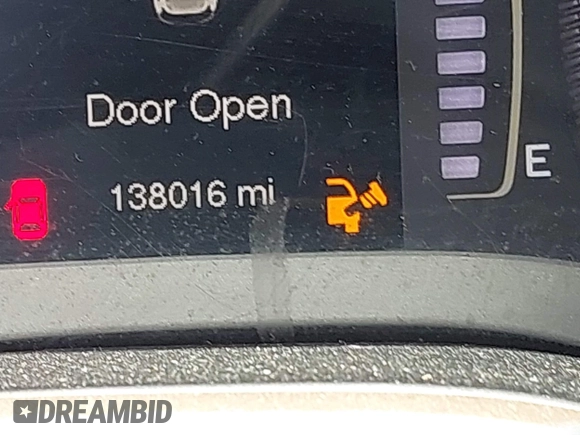 Door Open
E
138016 mi
DREAMBID